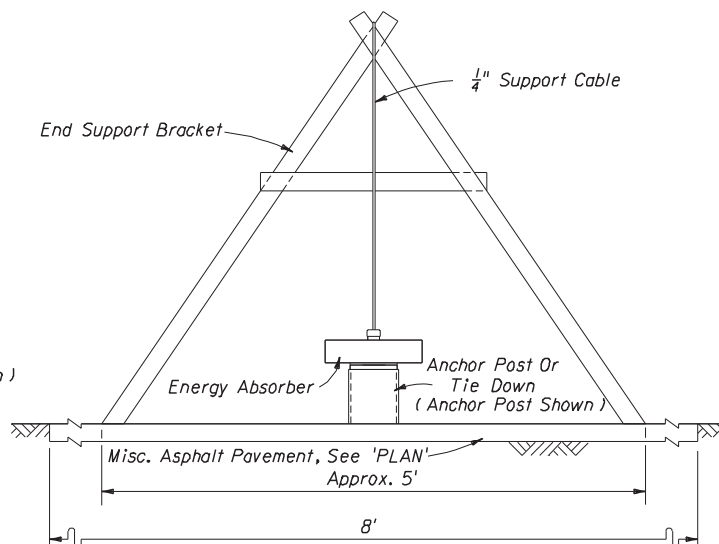 ¼" Support Cable
End Support Bracket
Anchor Post Or
Tie Down
(Anchor Post Shown)
Energy Absorber
Misc. Asphalt Pavement, See 'PLAN'
Approx. 5'
8'